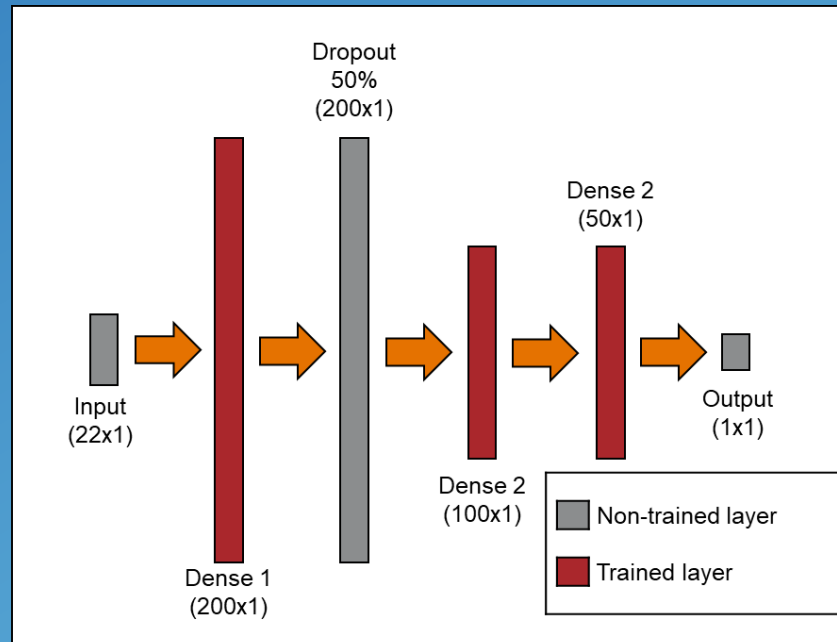 Dropout
50%
(200x1)
Dense 2
(50x1)
Input
(22x1)
Output
(1x1)
Dense 2
(100x1)
Dense 1
(200x1)
Non-trained layer
Trained layer